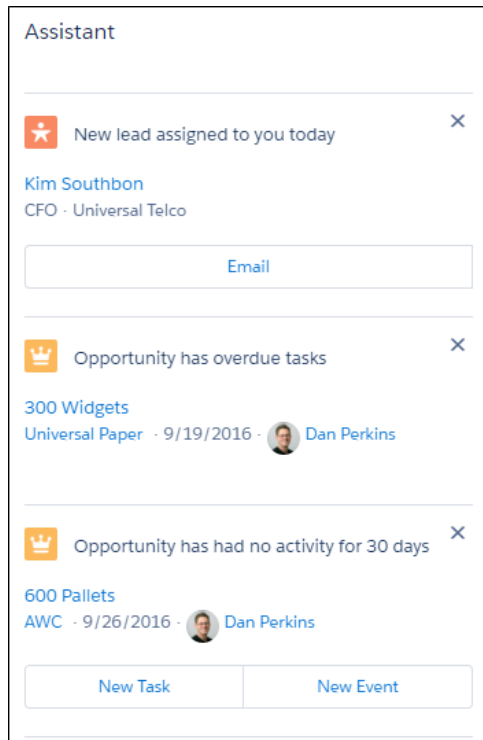 Assistant
New lead assigned to you today
Kim Southbon
CFO · Universal Telco
Email
Opportunity has overdue tasks
300 Widgets
Universal Paper · 9/19/2016 · Dan Perkins
Opportunity has had no activity for 30 days
600 Pallets
AWC · 9/26/2016 · Dan Perkins
New Task New Event